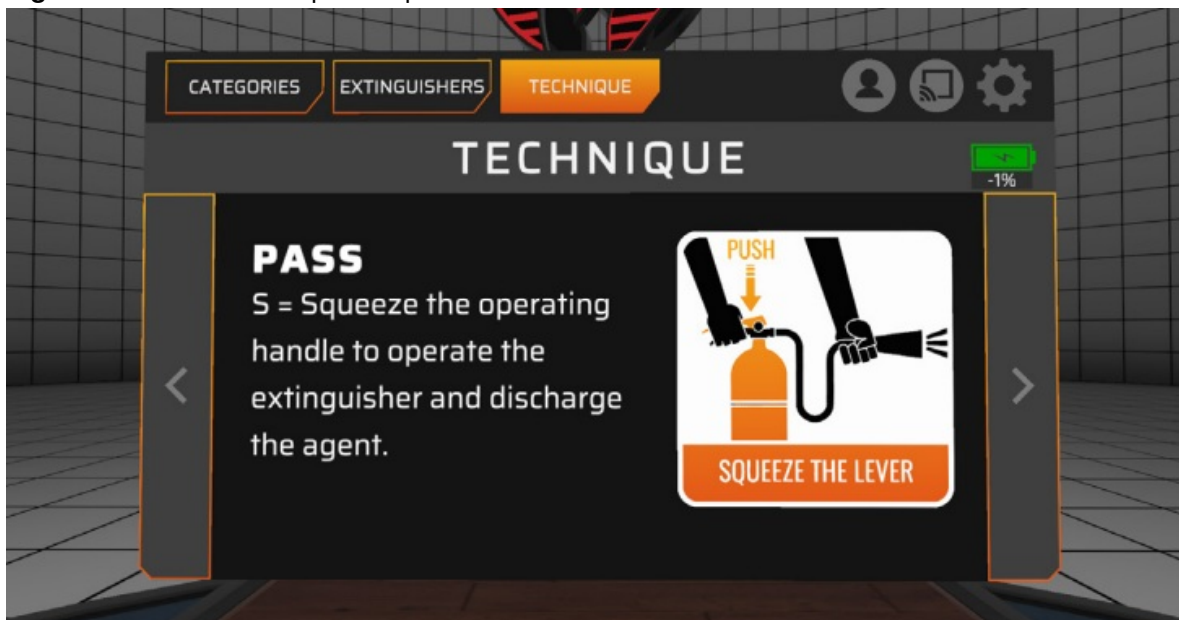 CATEGORIES
EXTINGUISHERS
TECHNIQUE
TECHNIQUE
-1%
PASS
S = Squeeze the operating
handle to operate the
extinguisher and discharge
the agent.
PUSH
SQUEEZE THE LEVER